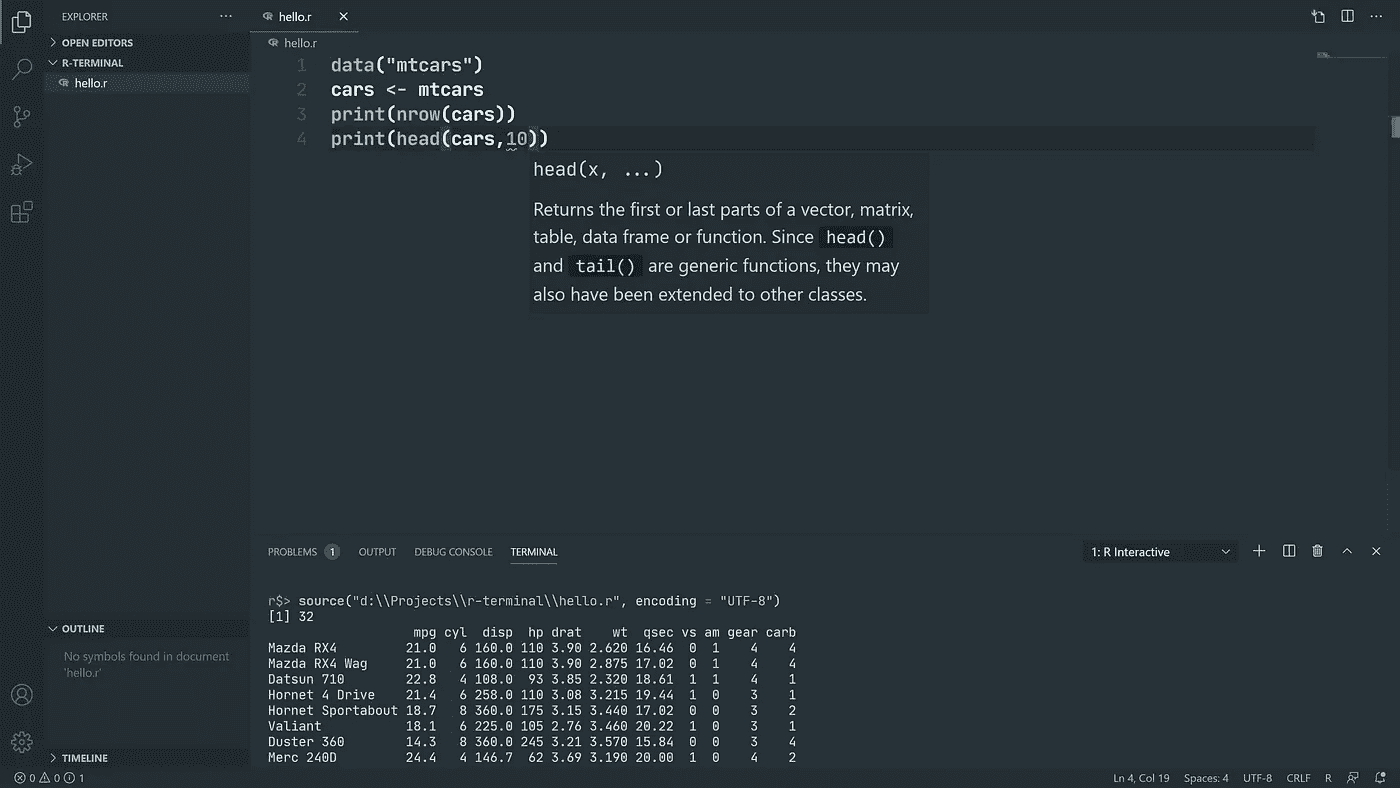 EXPLORER
OPEN EDITORS
R-TERMINAL
hello.r
OUTLINE
No symbols found in document
'hello.r'
TIMELINE
hello.r
hello.r
1 data("mtcars")
2 cars <- mtcars
3 print(nrow(cars))
4 print(head(cars,10))
head(x, ...)
Returns the first or last parts of a vector, matrix,
table, data frame or function. Since head()
and tail() are generic functions, they may
also have been extended to other classes.
PROBLEMS 1 OUTPUT DEBUG CONSOLE TERMINAL 1: R Interactive
r$> source("d:\\Projects\\r-terminal\\hello.r", encoding = "UTF-8")
[1] 32
mpg cyl disp hp drat wt qsec vs am gear carb
Mazda RX4 21.0 6 160.0 110 3.90 2.620 16.46 0 1 4 4
Mazda RX4 Wag 21.0 6 160.0 110 3.90 2.875 17.02 0 1 4 4
Datsun 710 22.8 4 108.0 93 3.85 2.320 18.61 1 1 4 1
Hornet 4 Drive 21.4 6 258.0 110 3.08 3.215 19.44 1 0 3 1
Hornet Sportabout 18.7 8 360.0 175 3.15 3.440 17.02 0 0 3 2
Valiant 18.1 6 225.0 105 2.76 3.460 20.22 1 0 3 1
Duster 360 14.3 8 360.0 245 3.21 3.570 15.84 0 0 3 4
Merc 240D 24.4 4 146.7 62 3.69 3.190 20.00 1 0 4 2
0 0 1 Ln 4, Col 19 Spaces: 4 UTF-8 CRLF R